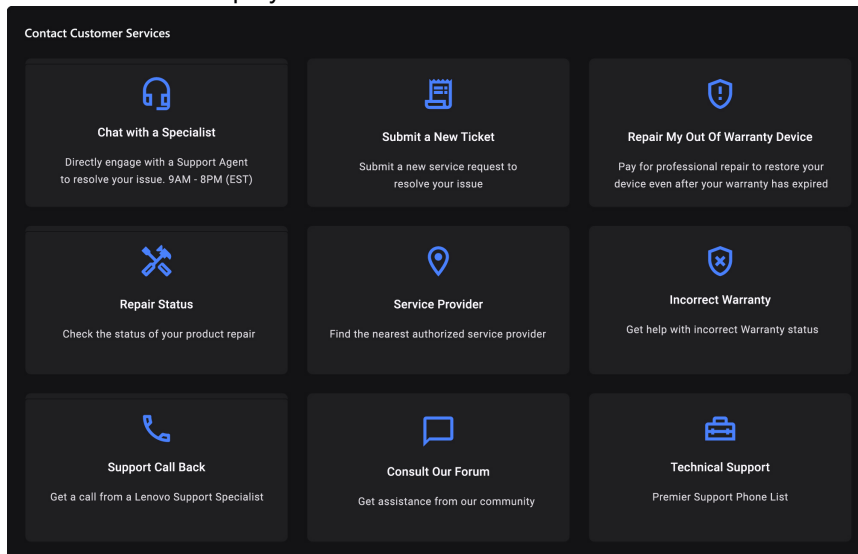 Contact Customer Services
Chat with a Specialist
Directly engage with a Support Agent
to resolve your issue. 9AM - 8PM (EST)
Submit a New Ticket
Submit a new service request to
resolve your issue
Repair My Out Of Warranty Device
Pay for professional repair to restore your
device even after your warranty has expired
Repair Status
Check the status of your product repair
Service Provider
Find the nearest authorized service provider
Incorrect Warranty
Get help with incorrect Warranty status
Support Call Back
Get a call from a Lenovo Support Specialist
Consult Our Forum
Get assistance from our community
Technical Support
Premier Support Phone List